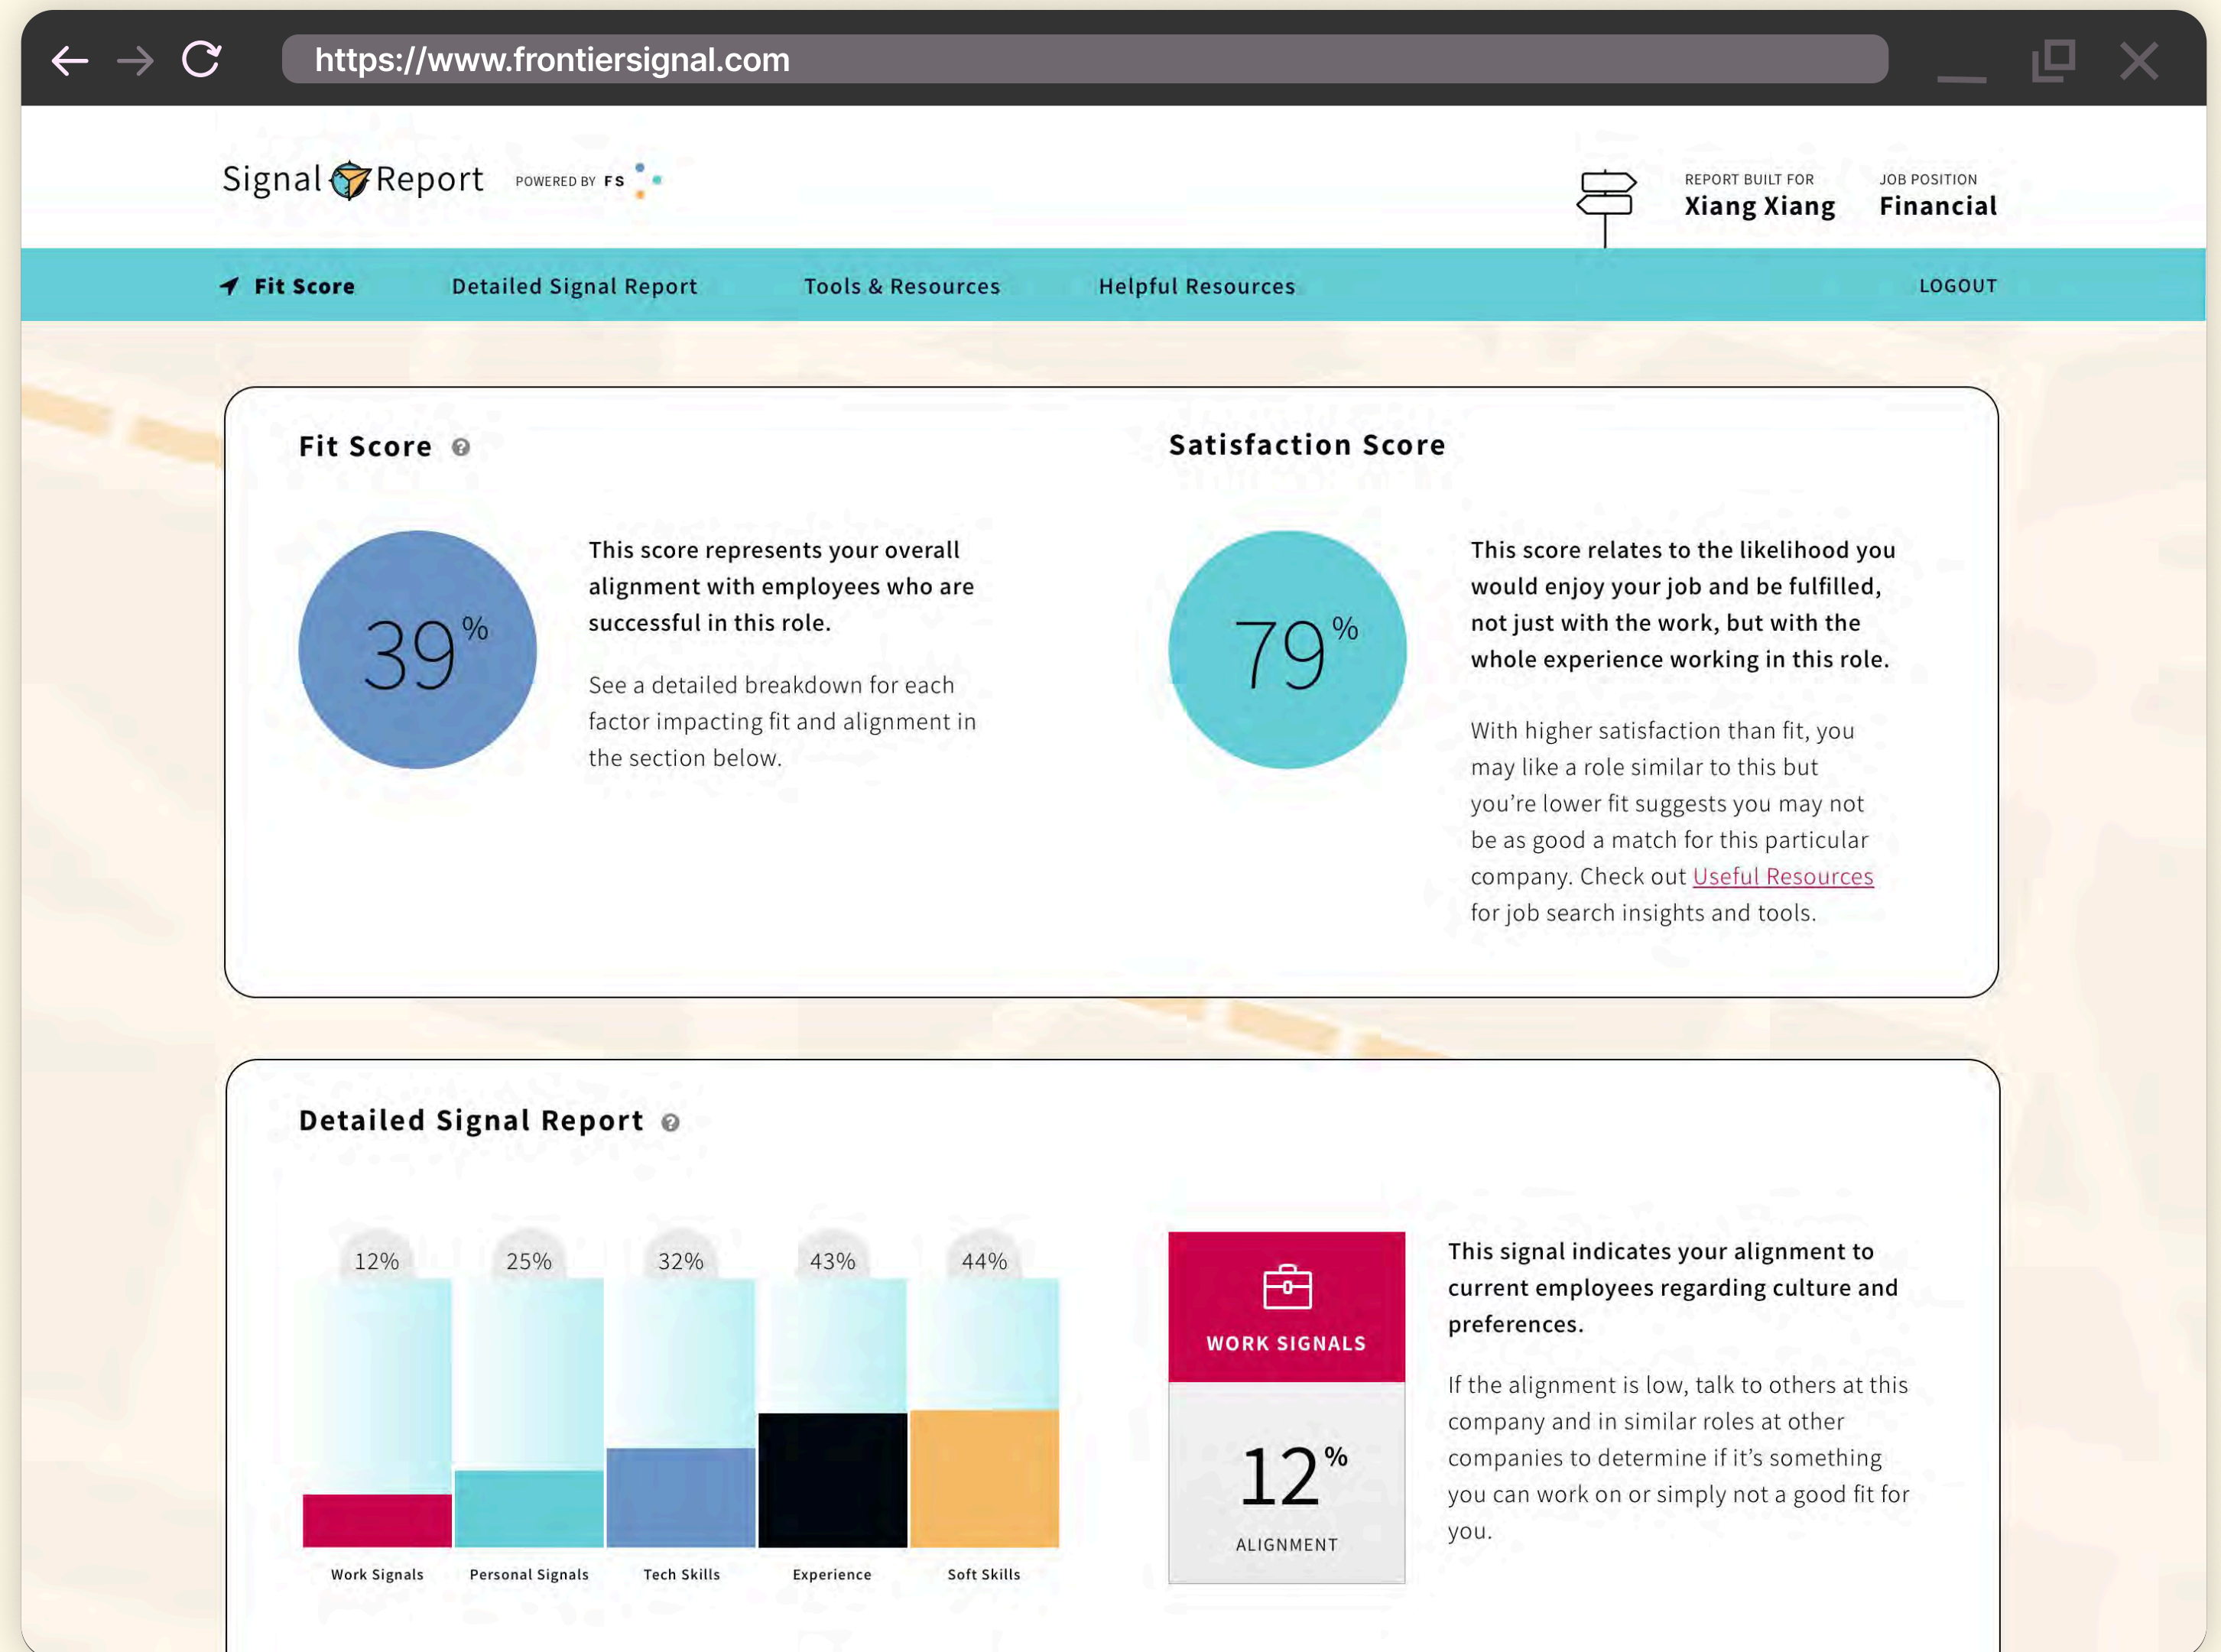 https://www.frontiersignal.com
Signal Report
POWERED BY FS
REPORT BUILT FOR
Xiang Xiang
JOB POSITION
Financial
Fit Score
Detailed Signal Report
Tools & Resources
Helpful Resources
LOGOUT
Fit Score ?
39%
This score represents your overall
alignment with employees who are
successful in this role.
See a detailed breakdown for each
factor impacting fit and alignment in
the section below.
Satisfaction Score
79%
This score relates to the likelihood you
would enjoy your job and be fulfilled,
not just with the work, but with the
whole experience working in this role.
With higher satisfaction than fit, you
may like a role similar to this but
you’re lower fit suggests you may not
be as good a match for this particular
company. Check out Useful Resources
for job search insights and tools.
Detailed Signal Report ?
12% 25% 32% 43% 44%
Work Signals Personal Signals Tech Skills Experience Soft Skills
WORK SIGNALS
12%
ALIGNMENT
This signal indicates your alignment to
current employees regarding culture and
preferences.
If the alignment is low, talk to others at this
company and in similar roles at other
companies to determine if it’s something
you can work on or simply not a good fit for
you.